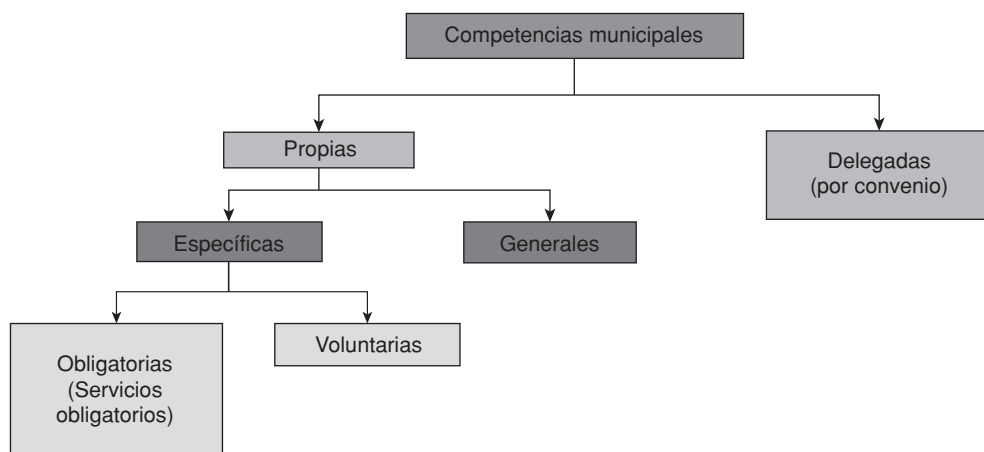 Competencias municipales
Propias
Delegadas
(por convenio)
Específicas
Generales
Obligatorias
(Servicios
obligatorios)
Voluntarias